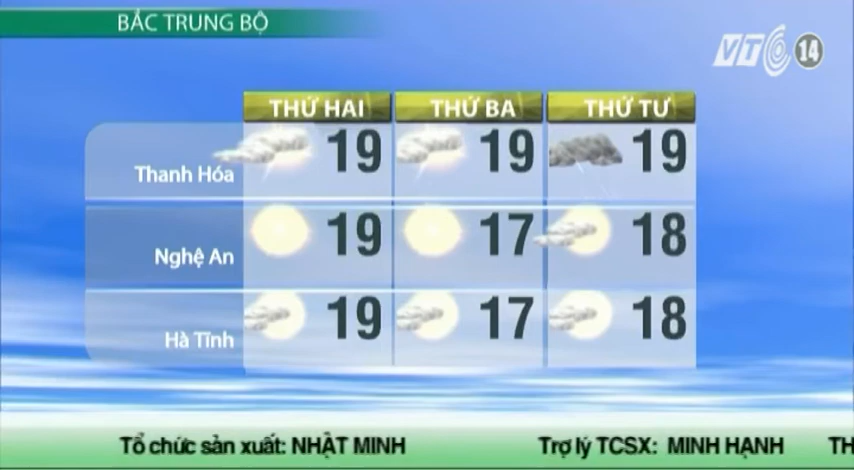 BẮC TRUNG BỘ
VTC 14
THỨ HAI THỨ BA THỨ TƯ
Thanh Hóa 19 19 19
Nghệ An 19 17 18
Hà Tĩnh 19 17 18
Tổ chức sản xuất: NHẬT MINH Trợ lý TCSX: MINH HẠNH TH